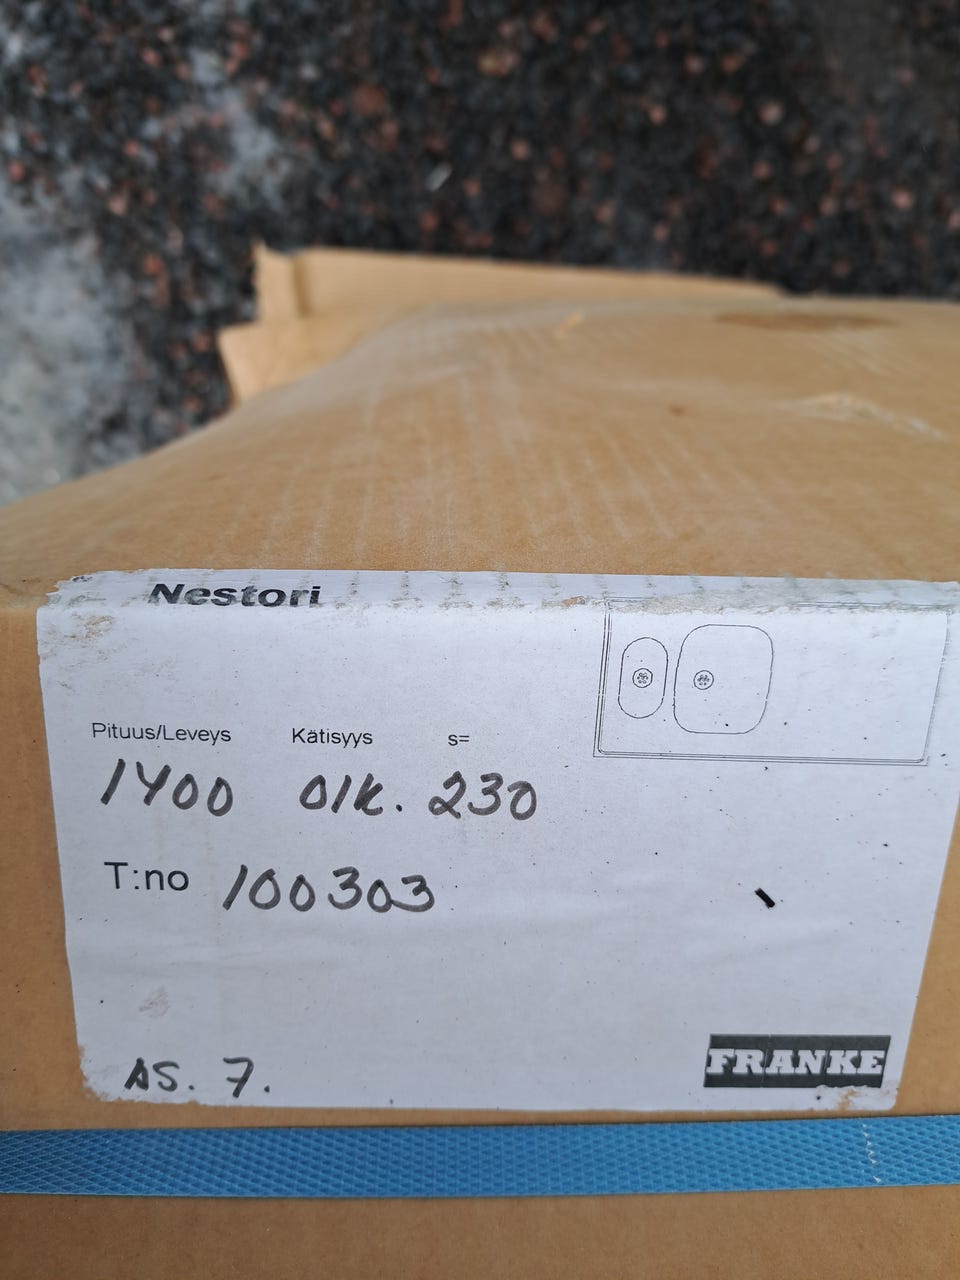 Nestori
Pituus/Leveys Kätisyys s=
1400 oik. 230
T:no 100303
AS. 7.
FRANKE